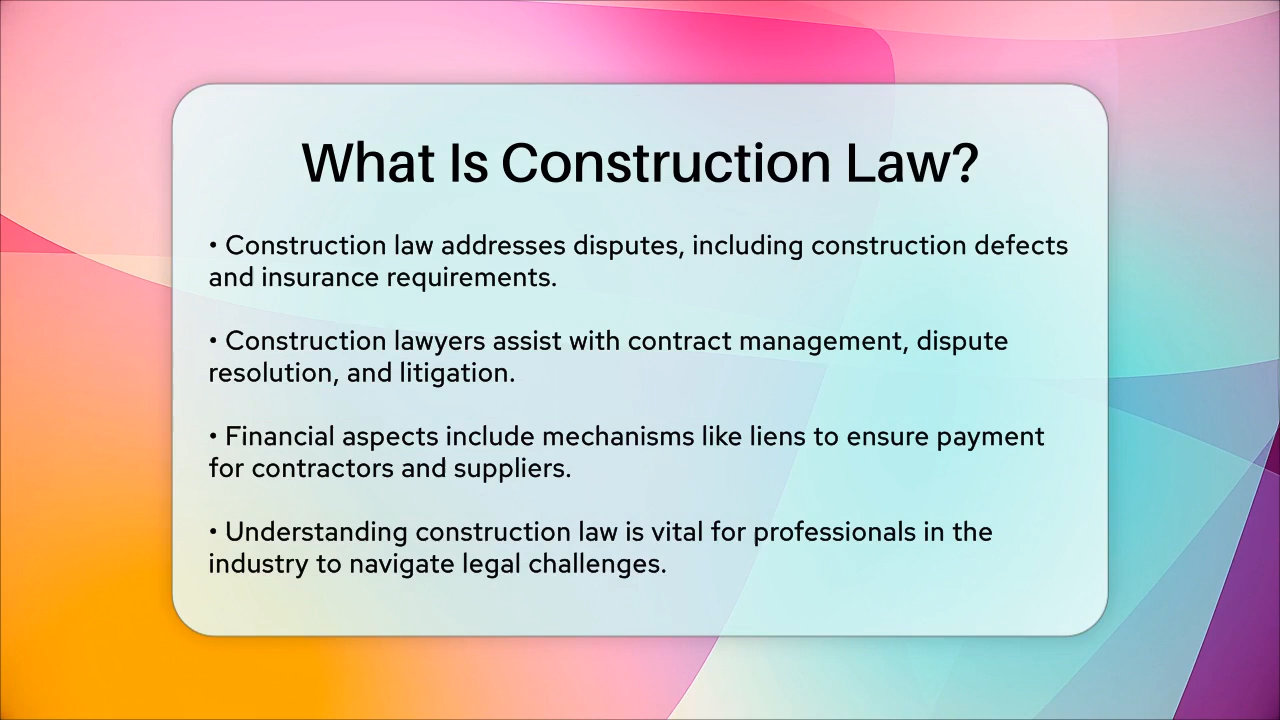 What Is Construction Law?
• Construction law addresses disputes, including construction defects
and insurance requirements.
• Construction lawyers assist with contract management, dispute
resolution, and litigation.
• Financial aspects include mechanisms like liens to ensure payment
for contractors and suppliers.
• Understanding construction law is vital for professionals in the
industry to navigate legal challenges.